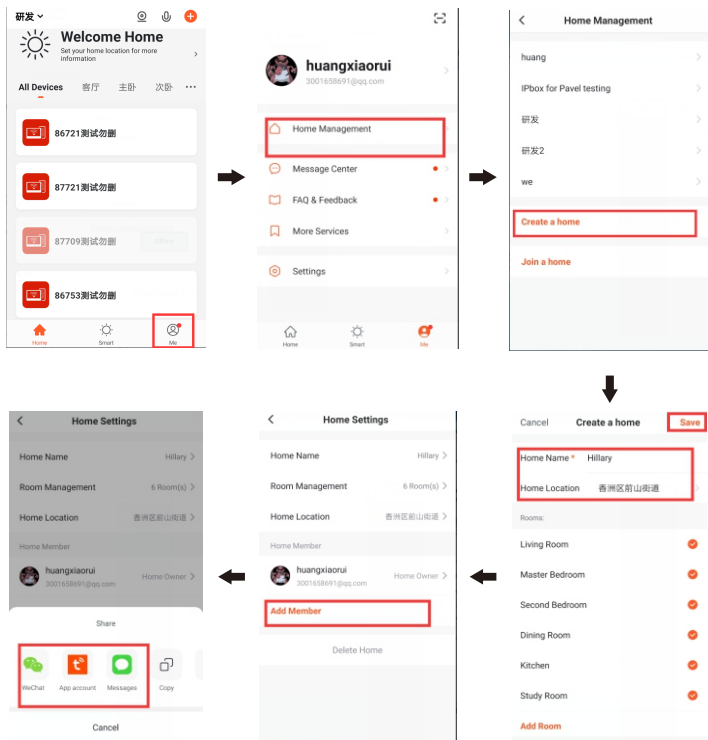 研发
Welcome Home
Set your home location for more
information
All Devices 客厅 主卧 次卧 ...
86721测试勿删
87721测试勿删
87709测试勿删
86753测试勿删
Home Smart Me
huangxiaorui
3001658691@qq.com
Home Management
Message Center
FAQ & Feedback
More Services
Settings
Home Smart Me
Home Management
huang
IPbox for Pavel testing
研发
研发2
we
Create a home
Join a home
Home Settings
Home Name Hillary
Room Management 6 Room(s)
Home Location 香洲区前山街道
Home Member
huangxiaorui
3001658691@qq.com
Home Owner
Share
WeChat App account Messages Copy
Cancel
Home Settings
Home Name Hillary
Room Management 6 Room(s)
Home Location 香洲区前山街道
Home Member
huangxiaorui
3001658691@qq.com
Home Owner
Add Member
Delete Home
Cancel Create a home Save
Home Name * Hillary
Home Location 香洲区前山街道
Rooms:
Living Room
Master Bedroom
Second Bedroom
Dining Room
Kitchen
Study Room
Add Room